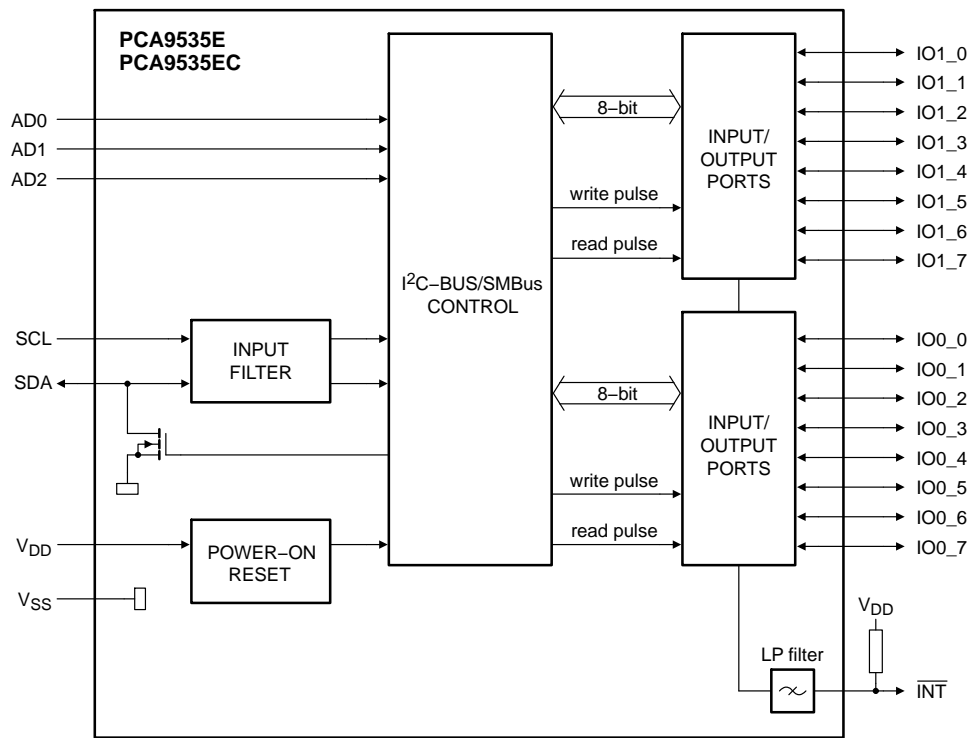 PCA9535E
PCA9535EC
AD0
AD1
AD2
SCL
SDA
VDD
VSS
INPUT
FILTER
POWER–ON
RESET
I2C–BUS/SMBus
CONTROL
8–bit
write pulse
read pulse
INPUT/
OUTPUT
PORTS
IO1_0
IO1_1
IO1_2
IO1_3
IO1_4
IO1_5
IO1_6
IO1_7
8–bit
write pulse
read pulse
INPUT/
OUTPUT
PORTS
IO0_0
IO0_1
IO0_2
IO0_3
IO0_4
IO0_5
IO0_6
IO0_7
VDD
LP filter
INT